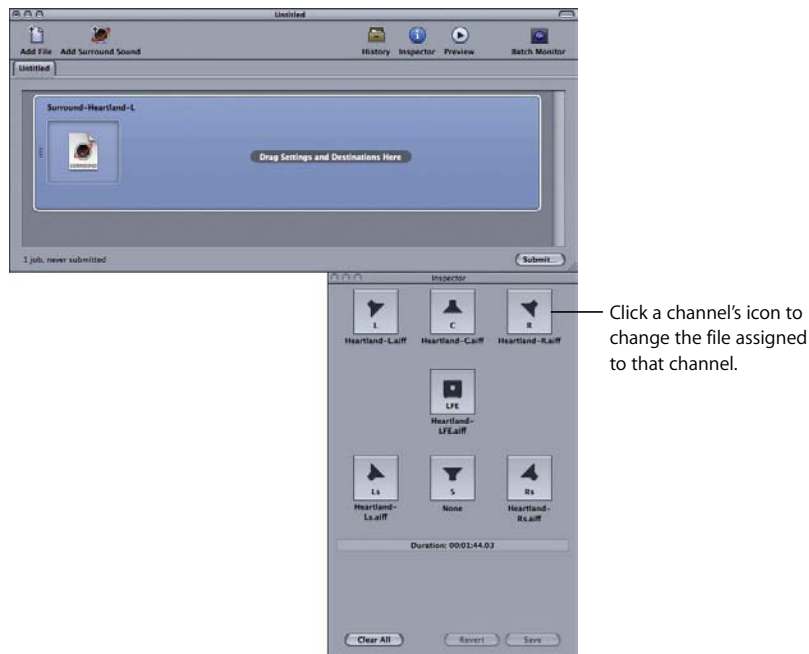 Untitled
Add File Add Surround Sound History Inspector Preview Batch Monitor
Untitled
Surround-Heartland-L
SURROUND
Drag Settings and Destinations Here
1 job, never submitted Submit...
Inspector
L C R
Heartland-L.aiff Heartland-C.aiff Heartland-R.aiff
Click a channel's icon to
change the file assigned
to that channel.
LFE
Heartland-
LFE.aiff
Ls S Rs
Heartland- None Heartland-
Ls.aiff Rs.aiff
Duration: 00:01:44.03
Clear All Revert Save